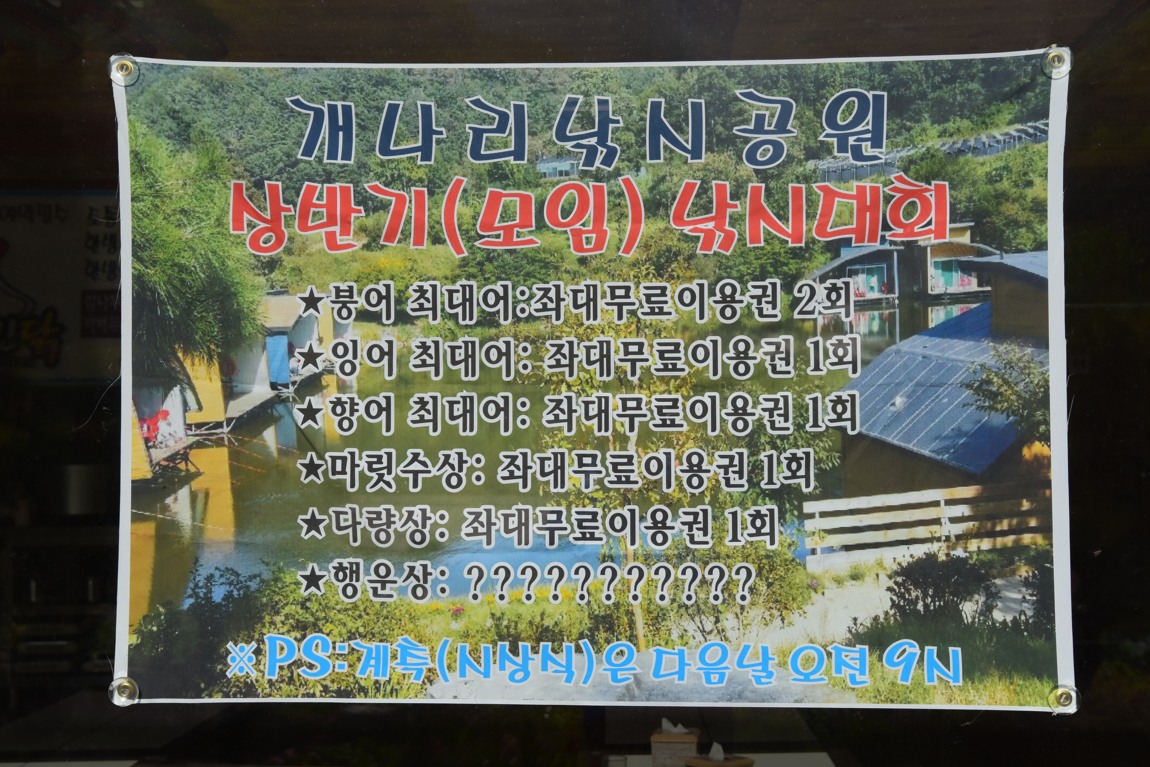 개나리낚시공원
상반기(모임) 낚시대회
★붕어 최대어:좌대무료이용권 2회
★잉어 최대어: 좌대무료이용권 1회
★향어 최대어: 좌대무료이용권 1회
★마릿수상: 좌대무료이용권 1회
★다량상: 좌대무료이용권 1회
★행운상: ???????????
※PS:계측(시상식)은 다음날 오전 9시